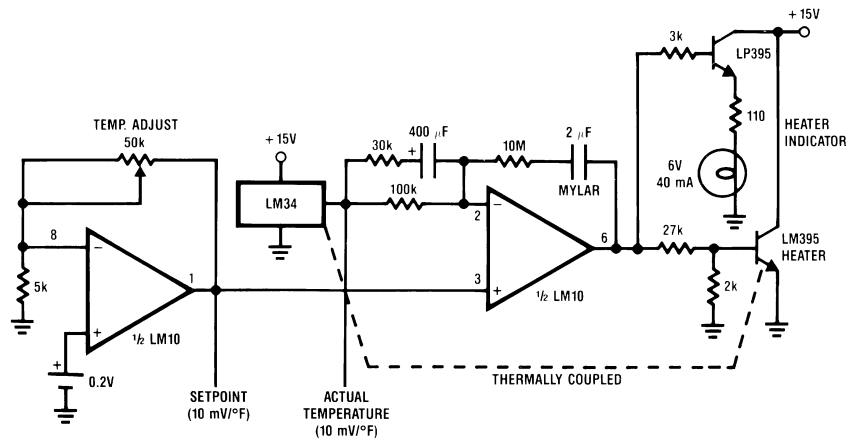 + 15V
3k
LP395
110
HEATER
INDICATOR
6V
40 mA
TEMP. ADJUST
50k
+ 15V
LM34
30k
400 µF
+
10M
2 µF
MYLAR
100k
2
−
6
3
+
½ LM10
27k
2k
LM395
HEATER
8
−
1
5k
+
½ LM10
+
0.2V
SETPOINT
(10 mV/°F)
ACTUAL
TEMPERATURE
(10 mV/°F)
THERMALLY COUPLED